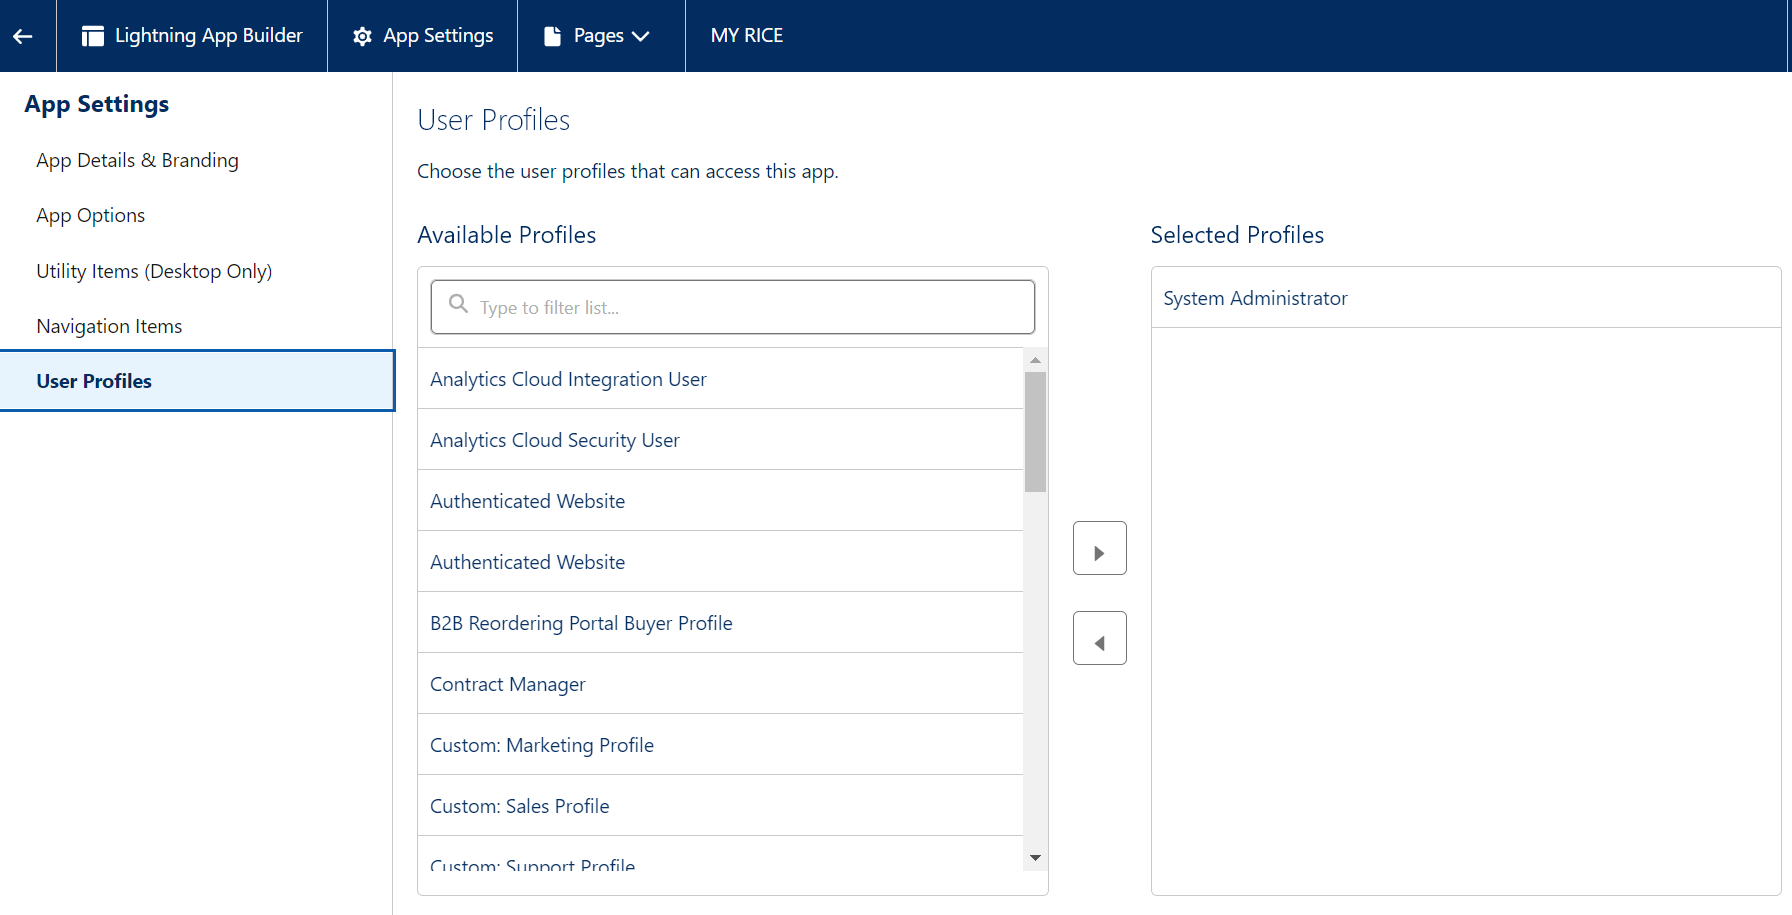 Lightning App Builder
App Settings
Pages
MY RICE
App Settings
App Details & Branding
App Options
Utility Items (Desktop Only)
Navigation Items
User Profiles
User Profiles
Choose the user profiles that can access this app.
Available Profiles
Type to filter list...
Analytics Cloud Integration User
Analytics Cloud Security User
Authenticated Website
Authenticated Website
B2B Reordering Portal Buyer Profile
Contract Manager
Custom: Marketing Profile
Custom: Sales Profile
Custom: Support Profile
Selected Profiles
System Administrator